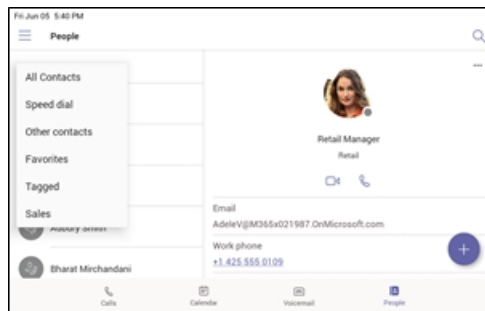 Fri Jun 05 5:40 PM
People
All Contacts
Speed dial
Other contacts
Favorites
Tagged
Sales
Bharat Mirchandani
Retail Manager
Retail
Email
AdeleV@M365x021987.OnMicrosoft.com
Work phone
+1 425 555 0109
Calls
Calendar
Voicemail
People